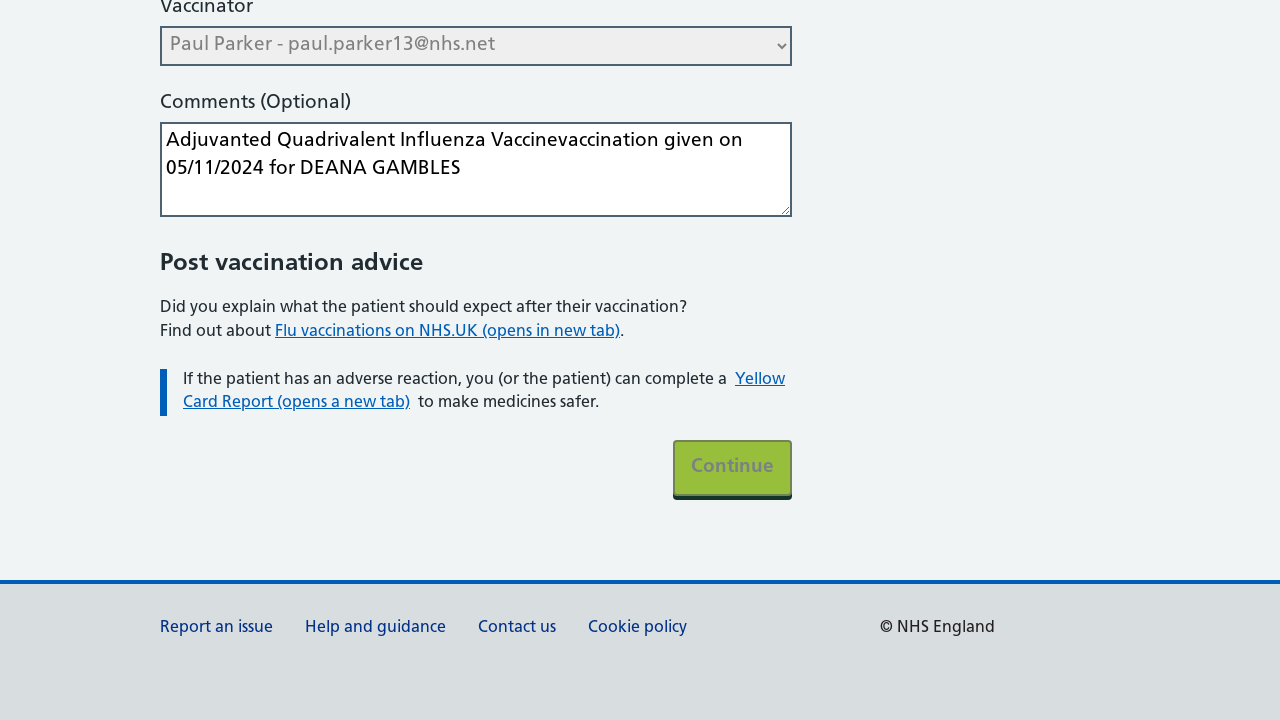 Vaccinator
Paul Parker - paul.parker13@nhs.net
Comments (Optional)
Adjuvanted Quadrivalent Influenza Vaccinevaccination given on
05/11/2024 for DEANA GAMBLES
Post vaccination advice
Did you explain what the patient should expect after their vaccination?
Find out about Flu vaccinations on NHS.UK (opens in new tab).
If the patient has an adverse reaction, you (or the patient) can complete a Yellow
Card Report (opens a new tab) to make medicines safer.
Continue
Report an issue Help and guidance Contact us Cookie policy © NHS England